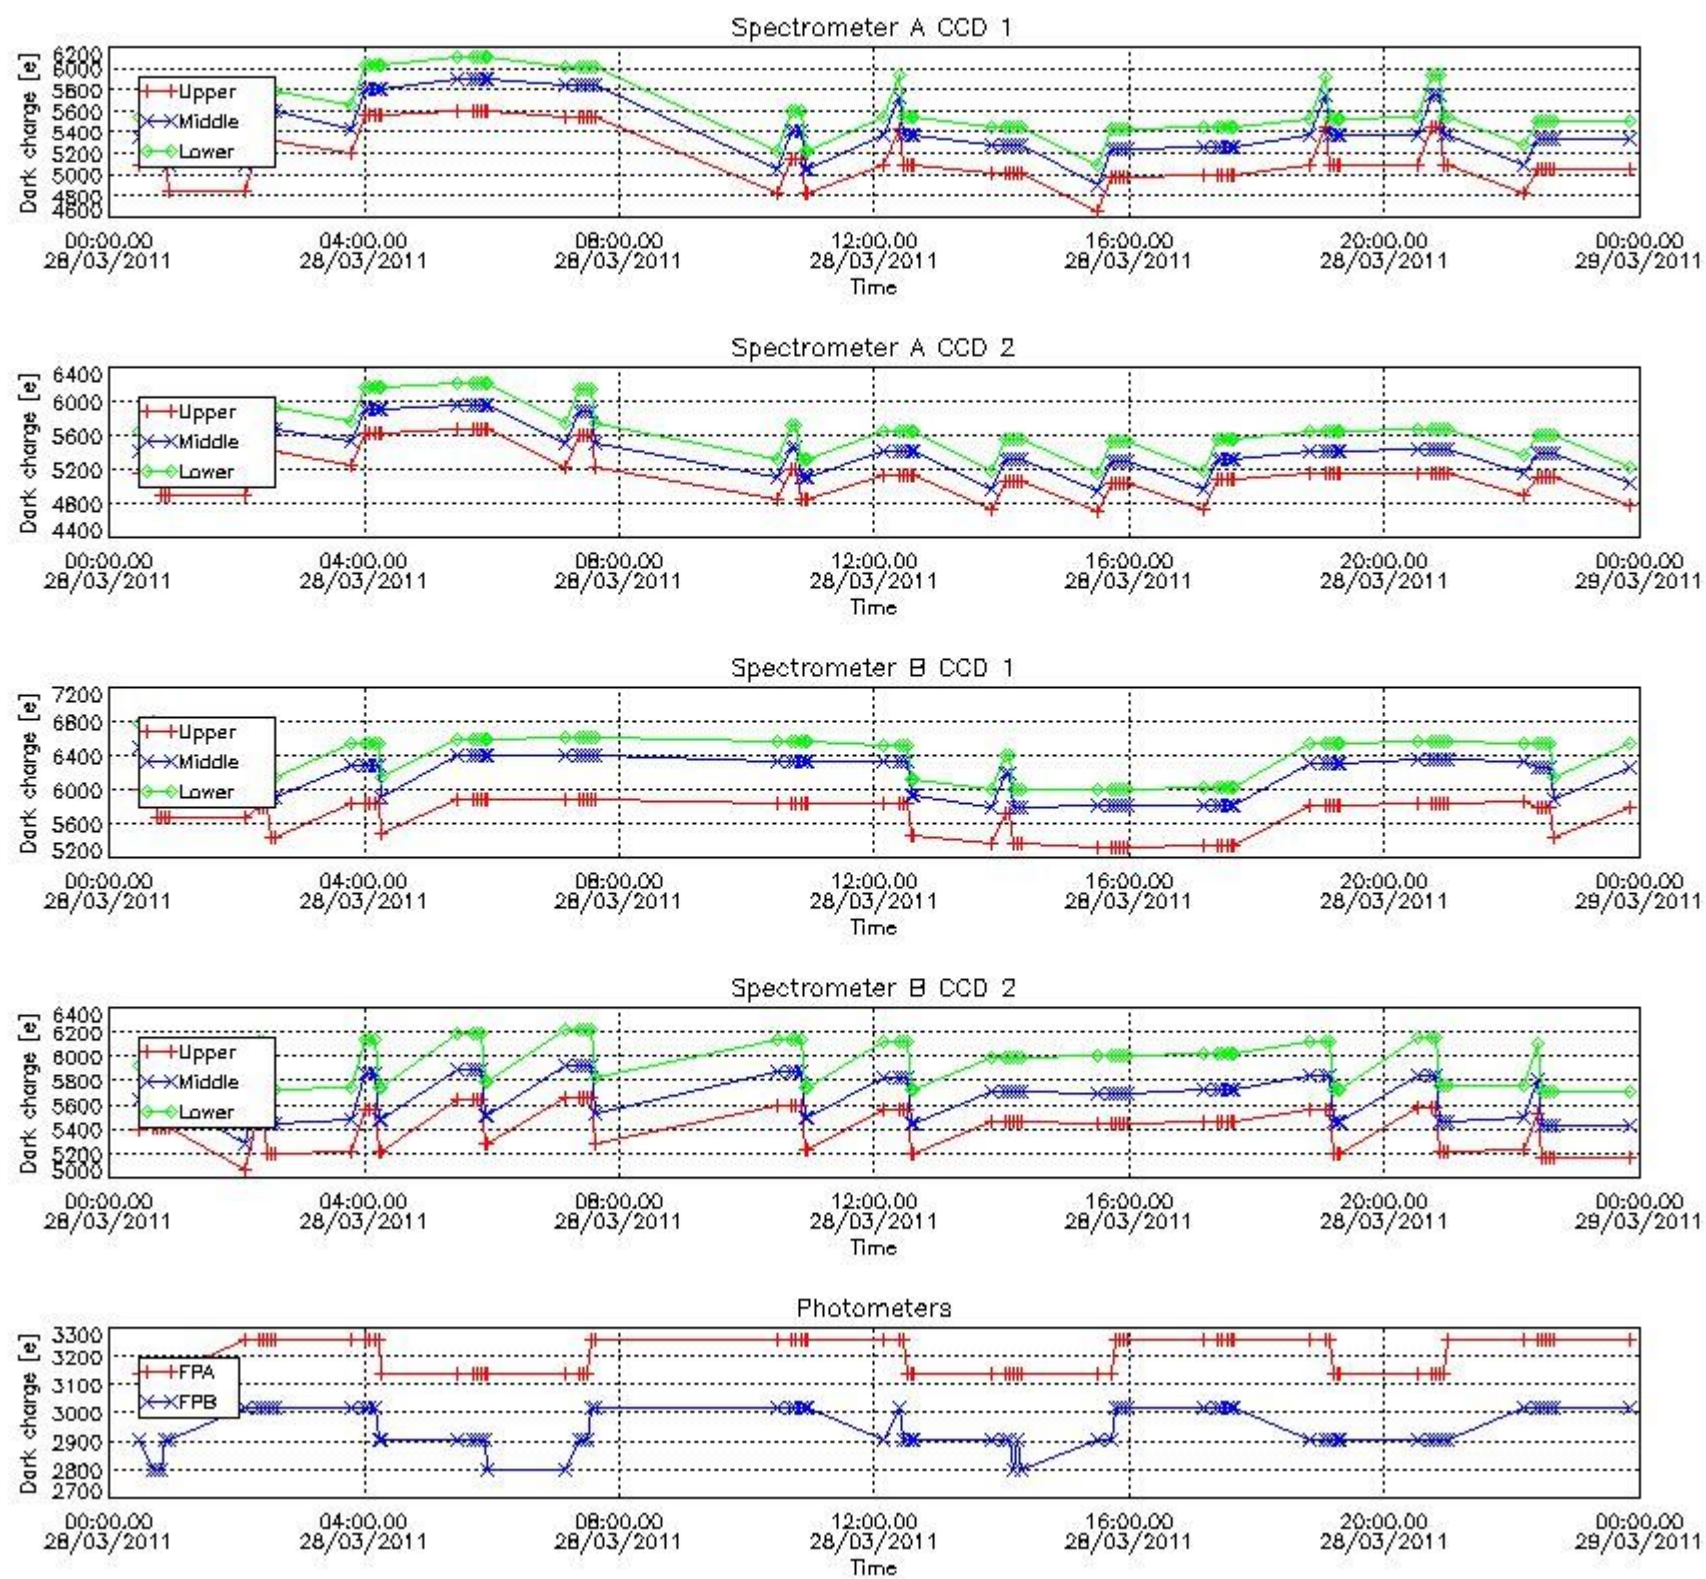 Spectrometer A CCD 1
Dark charge [e]
6200
6000
5800
5600
5400
5200
5000
4800
4600
Upper
Middle
Lower
00:00.00 04:00.00 08:00.00 12:00.00 16:00.00 20:00.00 00:00.00
28/03/2011 28/03/2011 28/03/2011 28/03/2011 28/03/2011 28/03/2011 29/03/2011
Time
Spectrometer A CCD 2
Dark charge [e]
6400
6000
5600
5200
4800
4400
Upper
Middle
Lower
00:00.00 04:00.00 08:00.00 12:00.00 16:00.00 20:00.00 00:00.00
28/03/2011 28/03/2011 28/03/2011 28/03/2011 28/03/2011 28/03/2011 29/03/2011
Time
Spectrometer B CCD 1
Dark charge [e]
7200
6800
6400
6000
5600
5200
Upper
Middle
Lower
00:00.00 04:00.00 08:00.00 12:00.00 16:00.00 20:00.00 00:00.00
28/03/2011 28/03/2011 28/03/2011 28/03/2011 28/03/2011 28/03/2011 29/03/2011
Time
Spectrometer B CCD 2
Dark charge [e]
6400
6200
6000
5800
5600
5400
5200
5000
Upper
Middle
Lower
00:00.00 04:00.00 08:00.00 12:00.00 16:00.00 20:00.00 00:00.00
28/03/2011 28/03/2011 28/03/2011 28/03/2011 28/03/2011 28/03/2011 29/03/2011
Time
Photometers
Dark charge [e]
3300
3200
3100
3000
2900
2800
2700
FPA
FPB
00:00.00 04:00.00 08:00.00 12:00.00 16:00.00 20:00.00 00:00.00
28/03/2011 28/03/2011 28/03/2011 28/03/2011 28/03/2011 28/03/2011 29/03/2011
Time